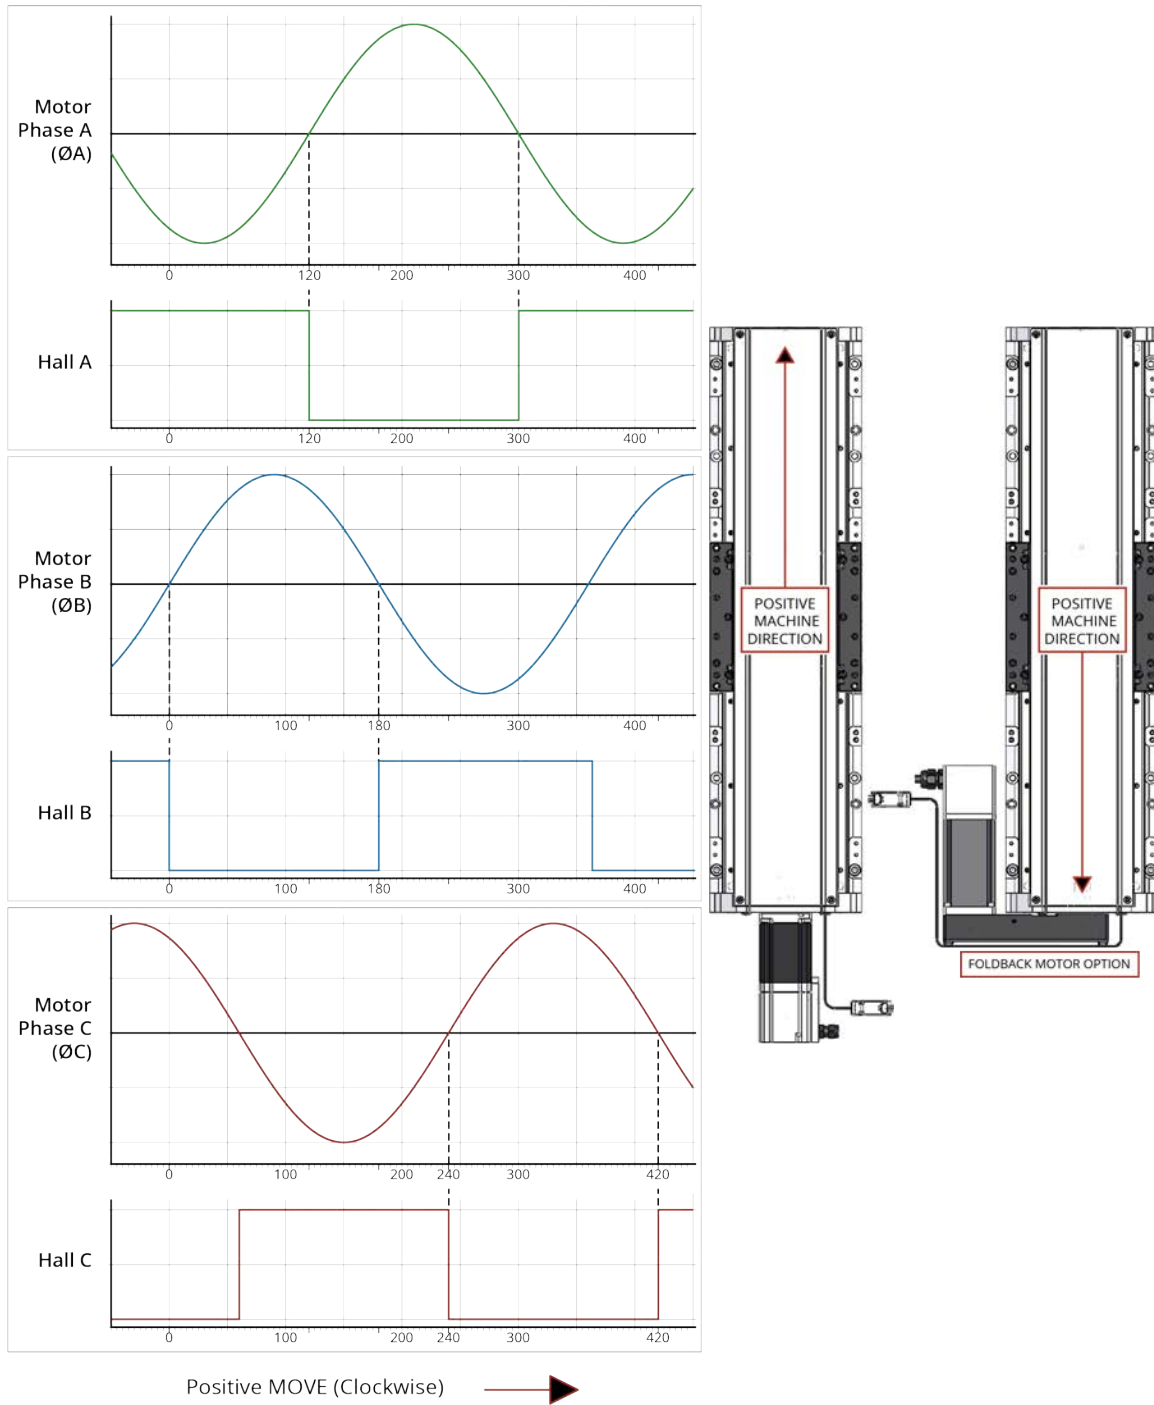 Motor
Phase A
(ØA)
0
120
200
300
400
Hall A
0
120
200
300
400
Motor
Phase B
(ØB)
0
100
180
300
400
Hall B
0
100
180
300
400
Motor
Phase C
(ØC)
0
100
200
240
300
420
Hall C
0
100
200
240
300
420
Positive MOVE (Clockwise)
POSITIVE
MACHINE
DIRECTION
POSITIVE
MACHINE
DIRECTION
FOLDBACK MOTOR OPTION